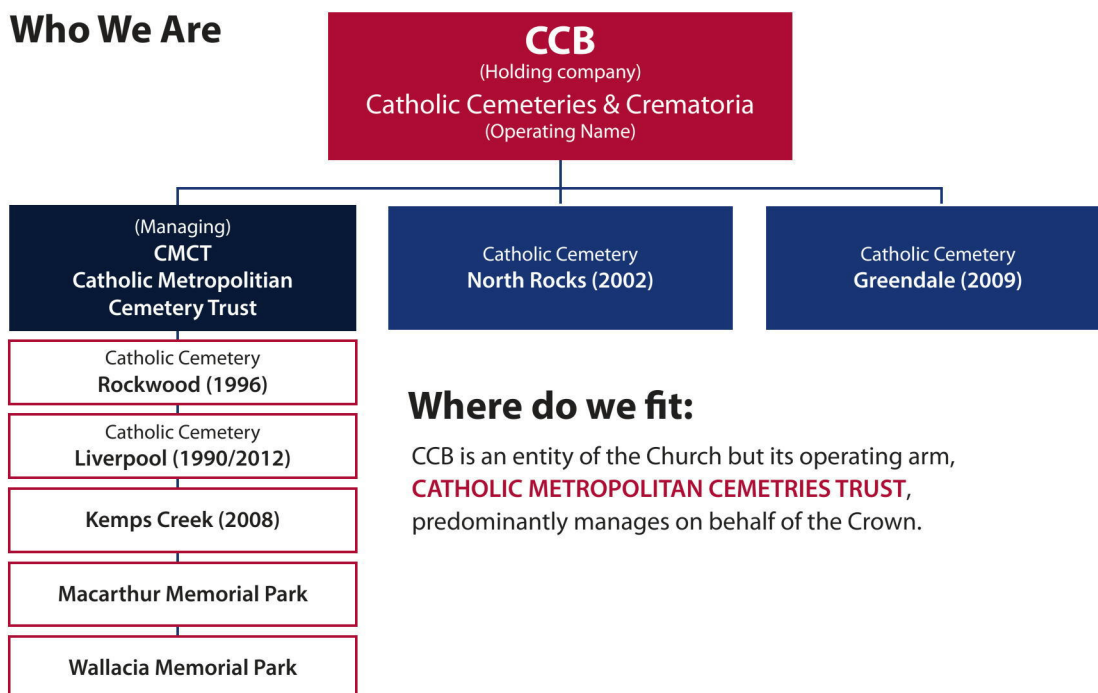 Who We Are
CCB
(Holding company)
Catholic Cemeteries & Crematoria
(Operating Name)
(Managing)
CMCT
Catholic Metropolitian
Cemetery Trust
Catholic Cemetery
North Rocks (2002)
Catholic Cemetery
Greendale (2009)
Catholic Cemetery
Rockwood (1996)
Catholic Cemetery
Liverpool (1990/2012)
Kemps Creek (2008)
Macarthur Memorial Park
Wallacia Memorial Park
Where do we fit:
CCB is an entity of the Church but its operating arm,
CATHOLIC METROPOLITAN CEMETRIES TRUST,
predominantly manages on behalf of the Crown.